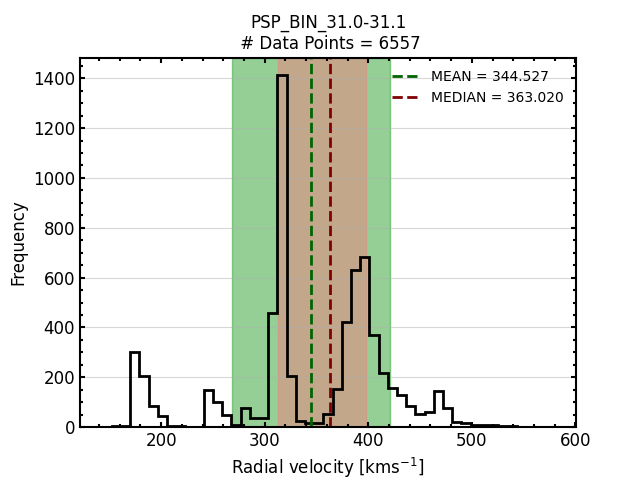 PSP_BIN_31.0-31.1
# Data Points = 6557
MEAN = 344.527
MEDIAN = 363.020
Frequency
1400
1200
1000
800
600
400
200
0
200 300 400 500 600
Radial velocity [kms⁻¹]